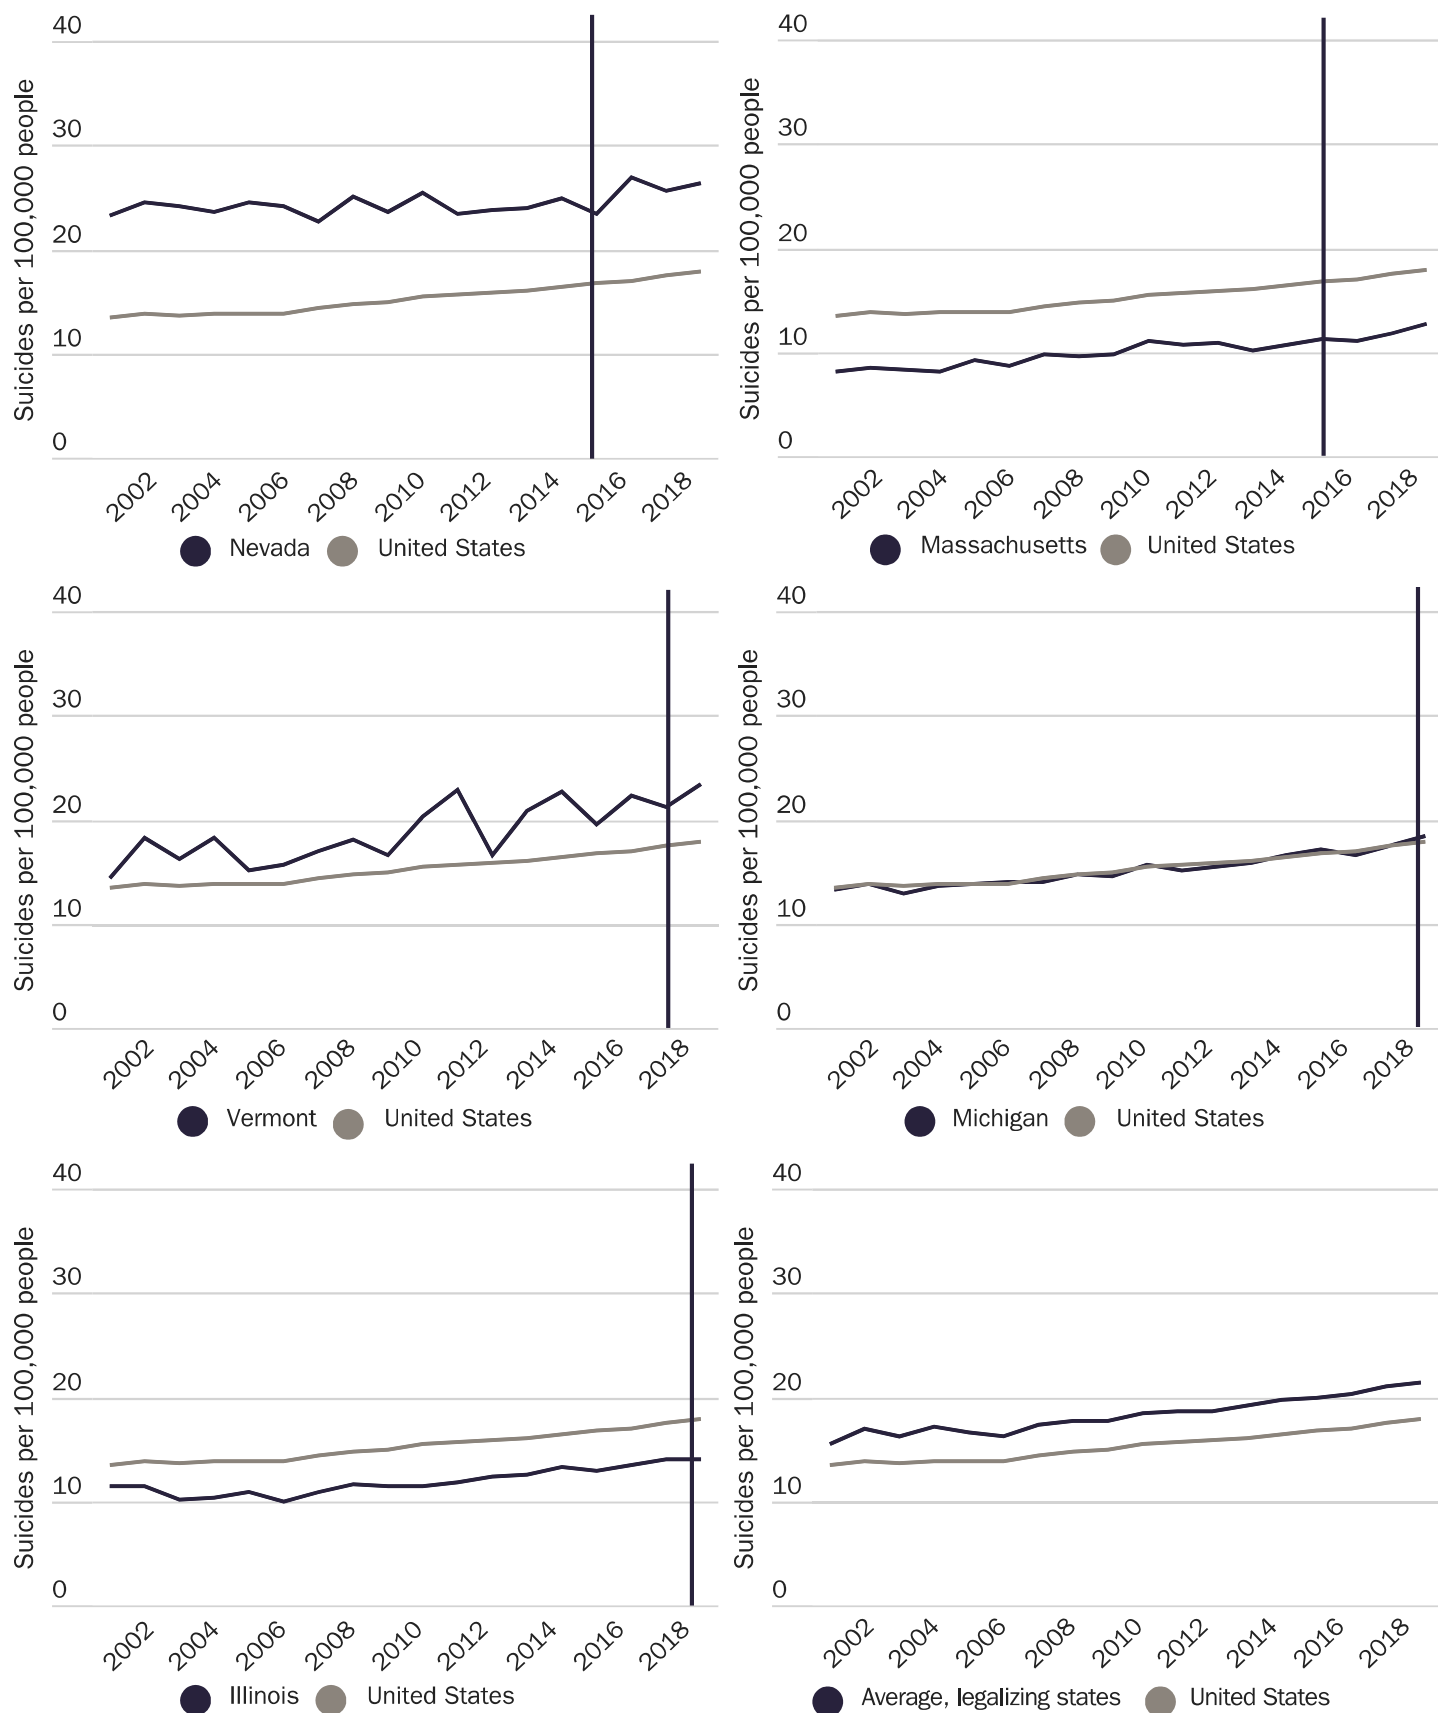 40
30
20
10
0
Suicides per 100,000 people
2002 2004 2006 2008 2010 2012 2014 2016 2018
Nevada United States
40
30
20
10
0
Suicides per 100,000 people
2002 2004 2006 2008 2010 2012 2014 2016 2018
Massachusetts United States
40
30
20
10
0
Suicides per 100,000 people
2002 2004 2006 2008 2010 2012 2014 2016 2018
Vermont United States
40
30
20
10
0
Suicides per 100,000 people
2002 2004 2006 2008 2010 2012 2014 2016 2018
Michigan United States
40
30
20
10
0
Suicides per 100,000 people
2002 2004 2006 2008 2010 2012 2014 2016 2018
Illinois United States
40
30
20
10
0
Suicides per 100,000 people
2002 2004 2006 2008 2010 2012 2014 2016 2018
Average, legalizing states United States